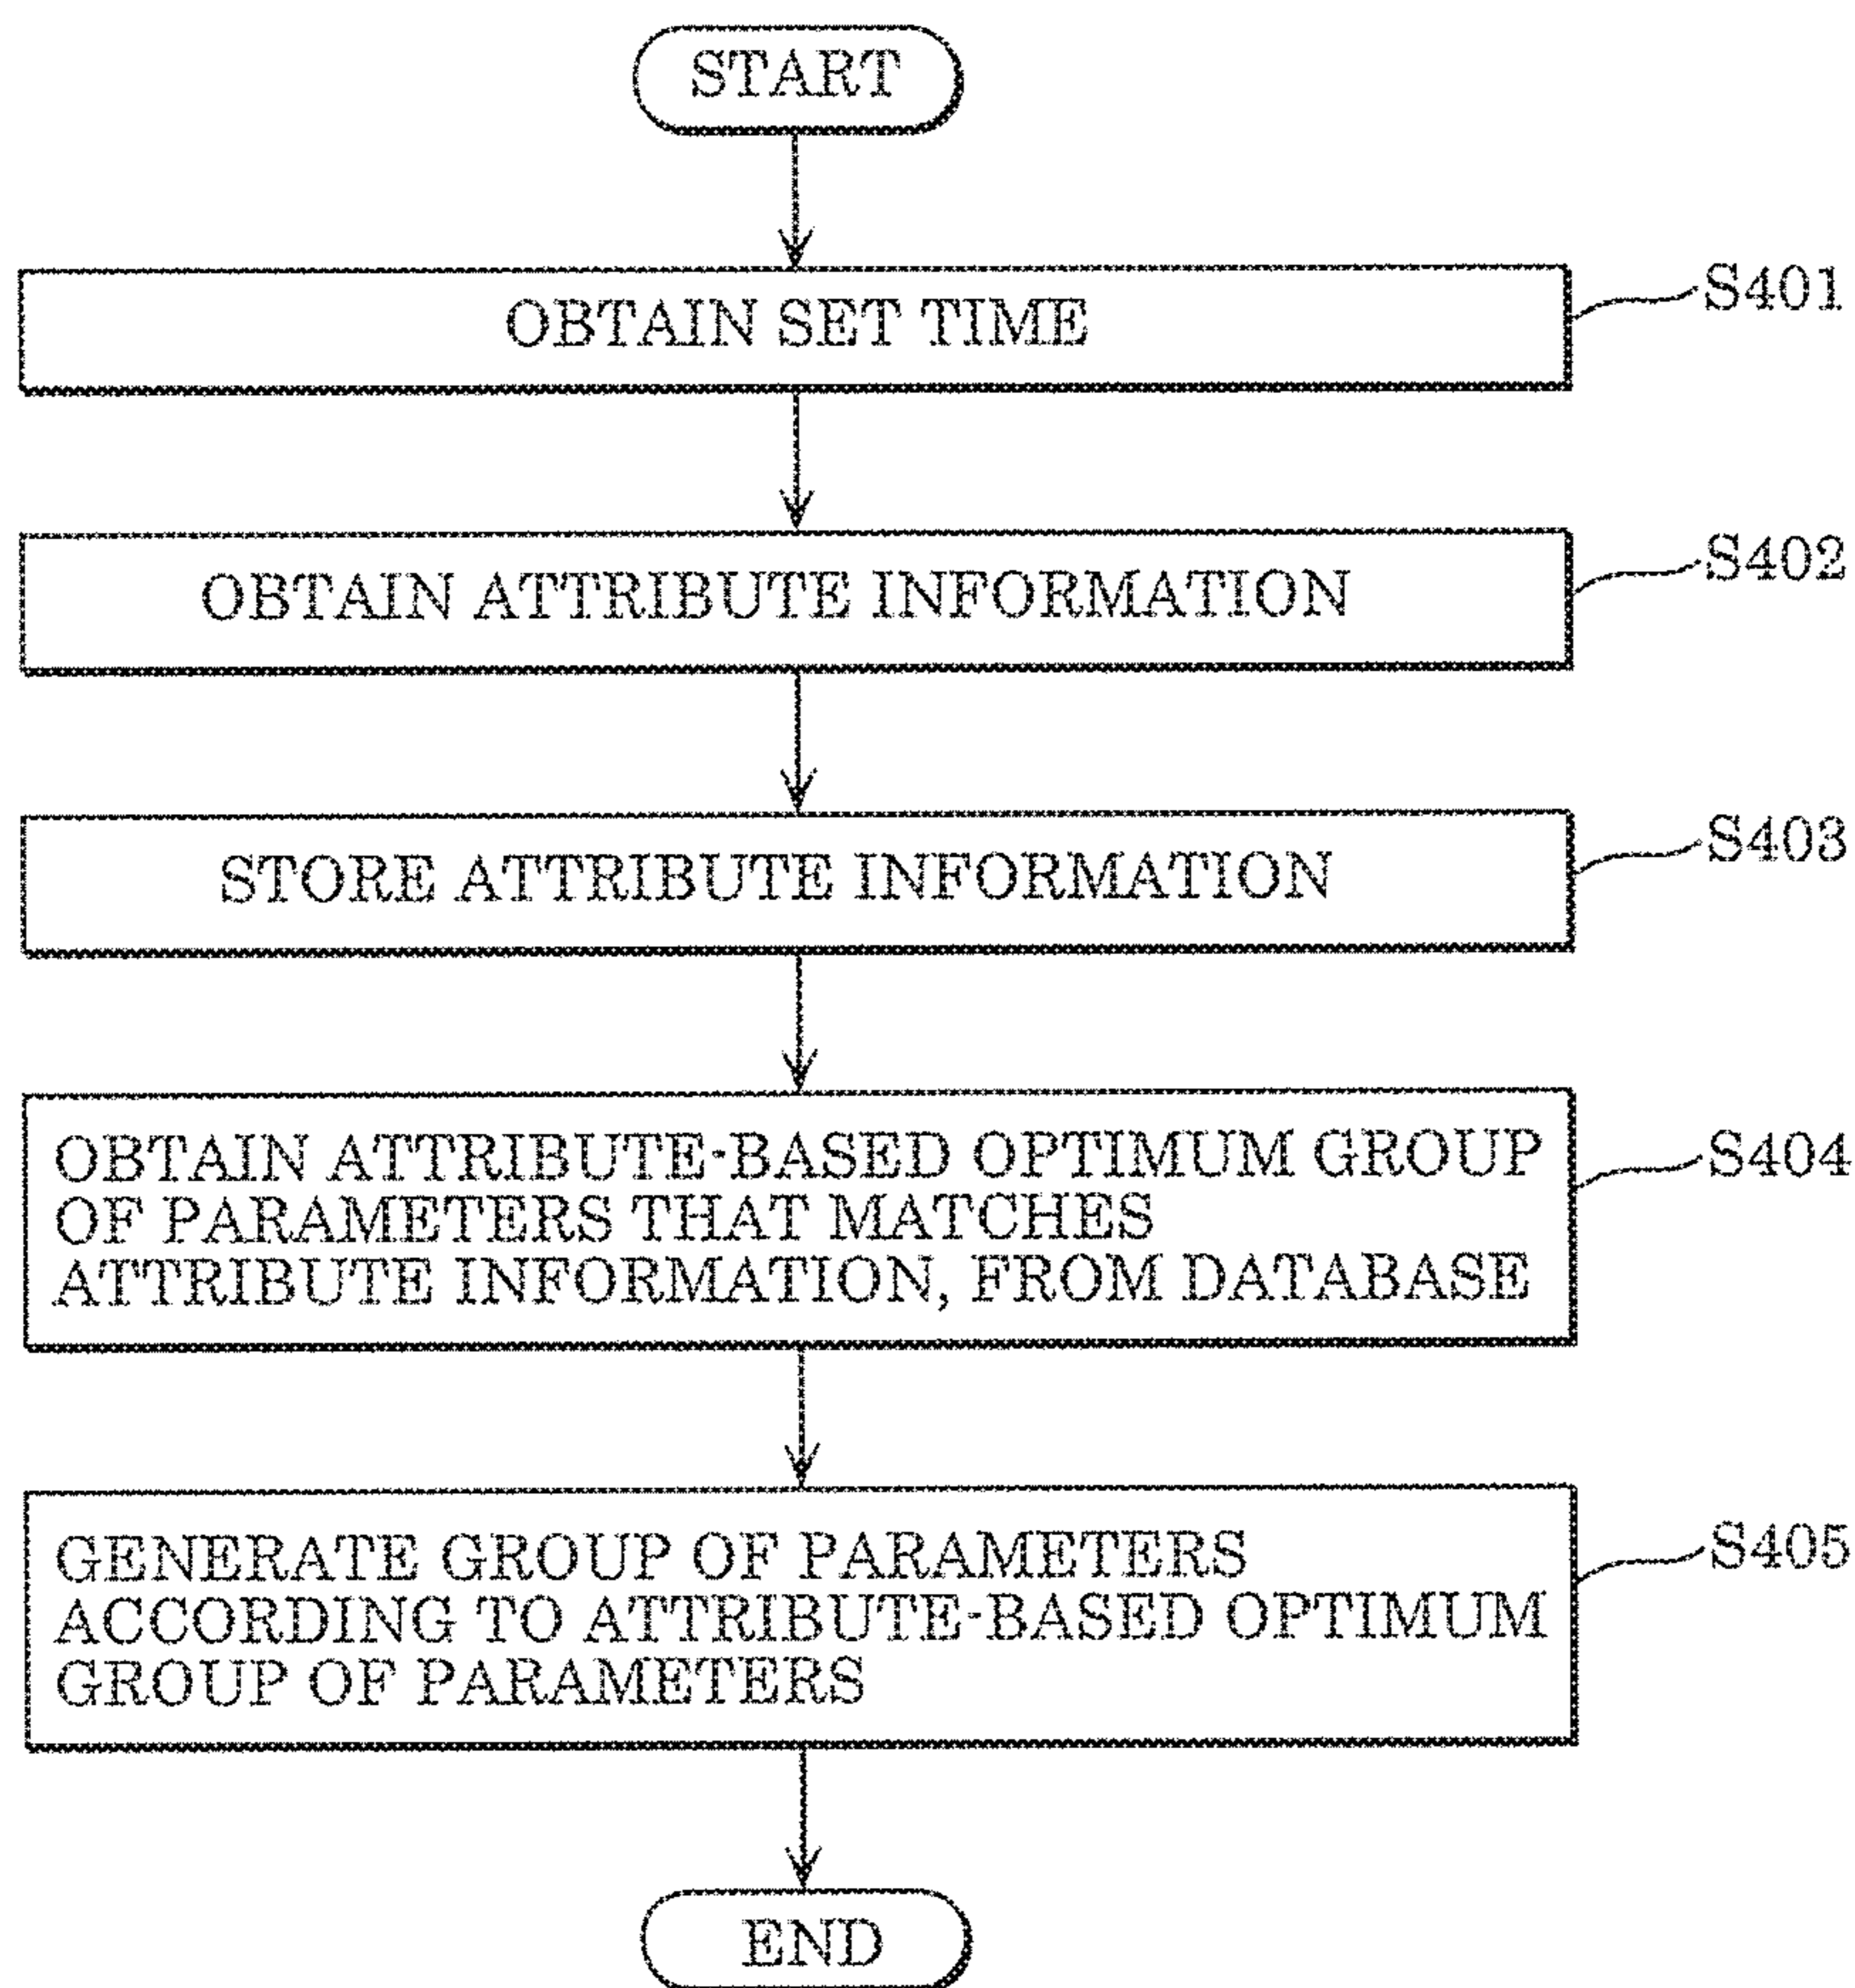 START
OBTAIN SET TIME
S401
OBTAIN ATTRIBUTE INFORMATION
S402
STORE ATTRIBUTE INFORMATION
S403
OBTAIN ATTRIBUTE-BASED OPTIMUM GROUP
OF PARAMETERS THAT MATCHES
ATTRIBUTE INFORMATION, FROM DATABASE
S404
GENERATE GROUP OF PARAMETERS
ACCORDING TO ATTRIBUTE-BASED OPTIMUM
GROUP OF PARAMETERS
S405
END